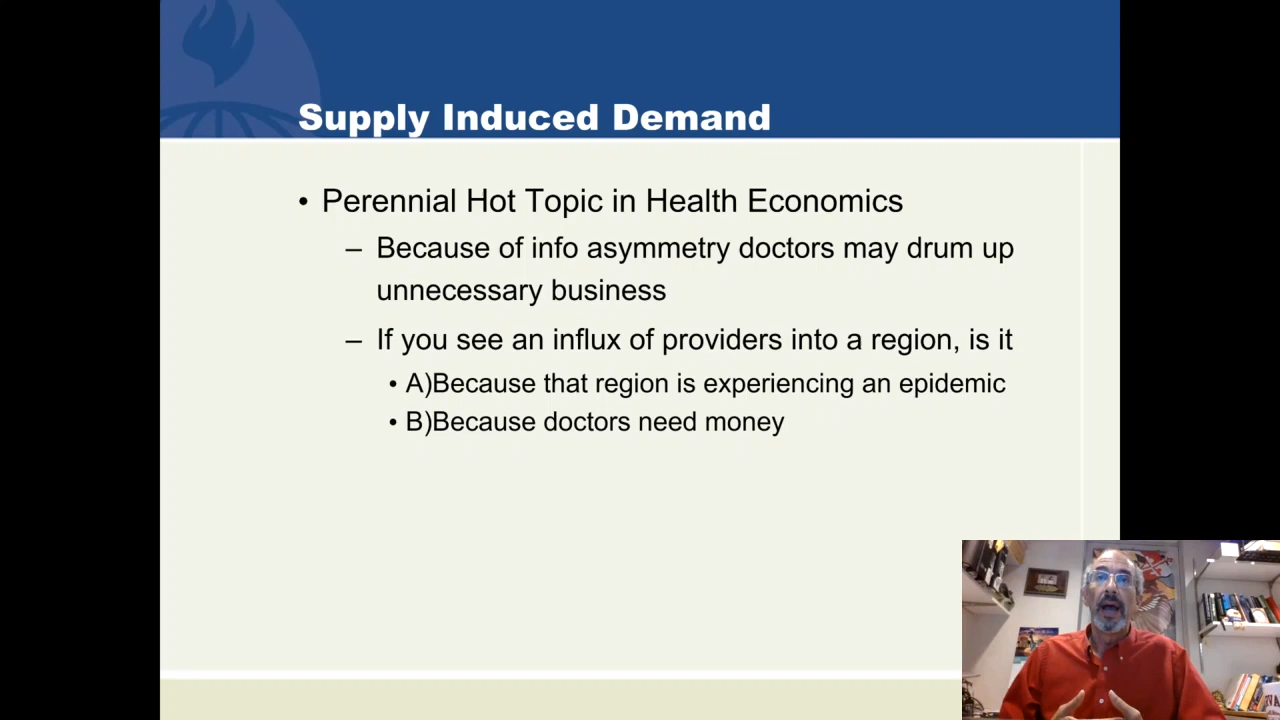 Supply Induced Demand
• Perennial Hot Topic in Health Economics
– Because of info asymmetry doctors may drum up
unnecessary business
– If you see an influx of providers into a region, is it
• A)Because that region is experiencing an epidemic
• B)Because doctors need money